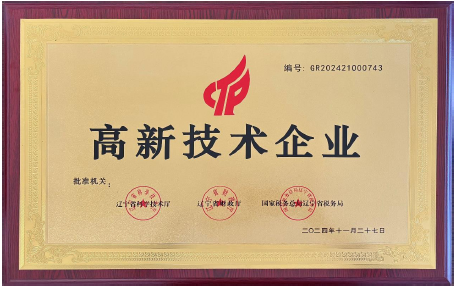 编号: GR202421000743
高新技术企业
批准机关:
辽宁省科学技术厅 辽宁省财政厅 国家税务总局辽宁省税务局
二〇二四年十一月二十七日